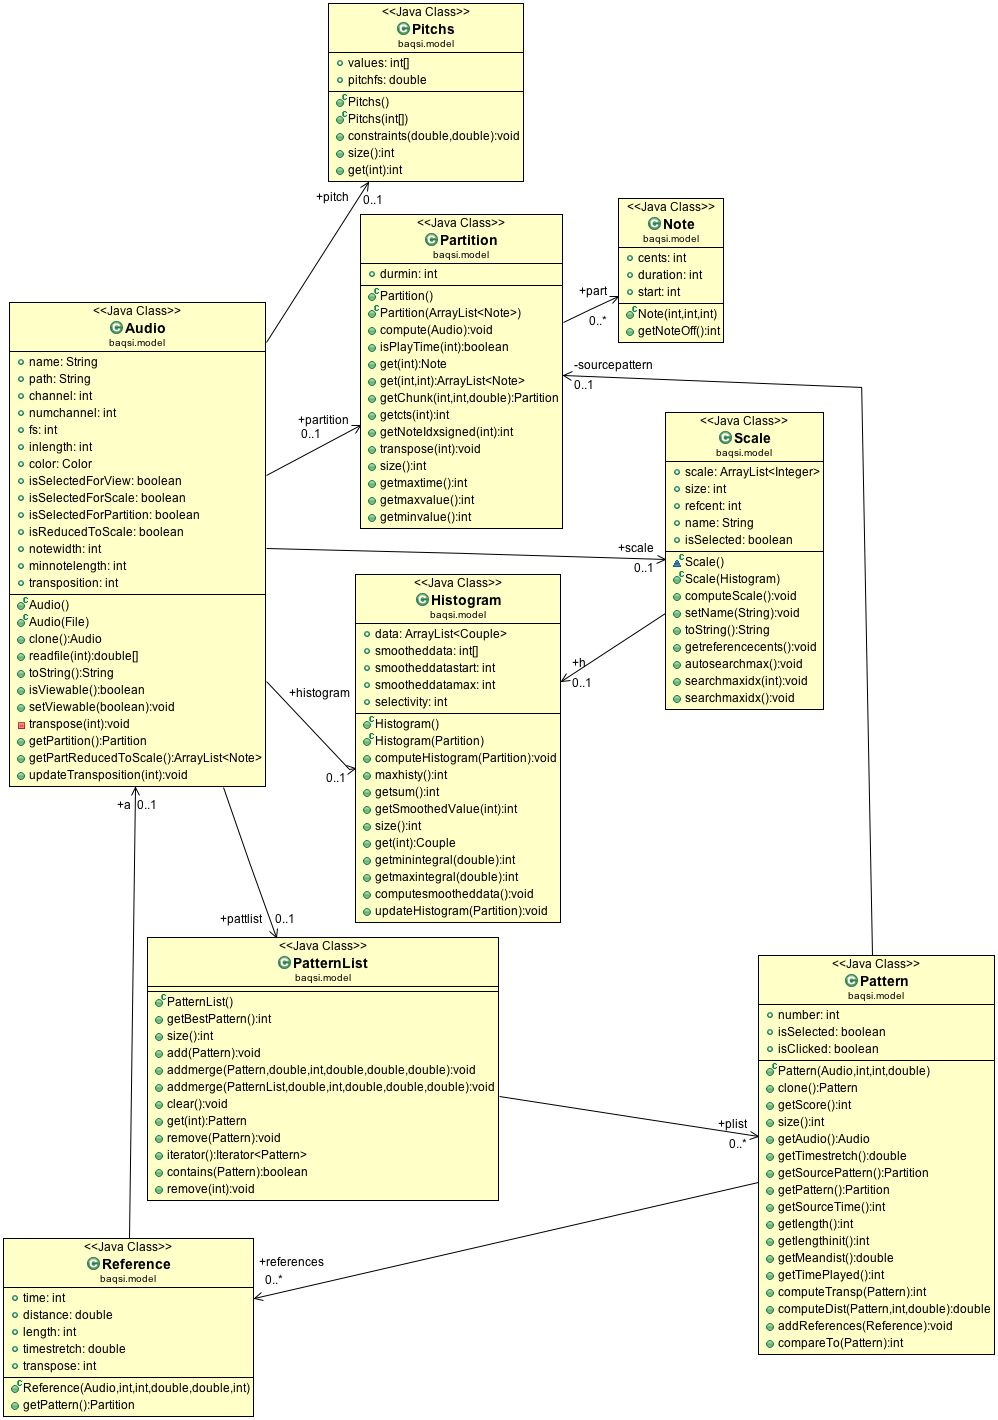 <<Java Class>>
Pitchs
baqsi.model
values: int[]
pitchfs: double
Pitchs()
Pitchs(int[])
constraints(double,double):void
size():int
get(int):int
+pitch
0..1
<<Java Class>>
Partition
baqsi.model
durmin: int
Partition()
Partition(ArrayList<Note>)
compute(Audio):void
isPlayTime(int):boolean
get(int):Note
get(int,int):ArrayList<Note>
getChunk(int,int,double):Partition
getcts(int):int
getNoteIdxsigned(int):int
transpose(int):void
size():int
getmaxtime():int
getmaxvalue():int
getminvalue():int
+part
0..*
<<Java Class>>
Note
baqsi.model
cents: int
duration: int
start: int
Note(int,int,int)
getNoteOff():int
-sourcepattern
0..1
<<Java Class>>
Audio
baqsi.model
name: String
path: String
channel: int
numchannel: int
fs: int
inlength: int
color: Color
isSelectedForView: boolean
isSelectedForScale: boolean
isSelectedForPartition: boolean
isReducedToScale: boolean
notewidth: int
minnotelength: int
transposition: int
Audio()
Audio(File)
clone():Audio
readfile(int):double[]
toString():String
isViewable():boolean
setViewable(boolean):void
transpose(int):void
getPartition():Partition
getPartReducedToScale():ArrayList<Note>
updateTransposition(int):void
+partition
0..1
+scale
0..1
+histogram
0..1
<<Java Class>>
Scale
baqsi.model
scale: ArrayList<Integer>
size: int
refcent: int
name: String
isSelected: boolean
Scale()
Scale(Histogram)
computeScale():void
setName(String):void
toString():String
getreferencecents():void
autosearchmax():void
searchmaxidx(int):void
searchmaxidx():void
+h
0..1
<<Java Class>>
Histogram
baqsi.model
data: ArrayList<Couple>
smootheddata: int[]
smootheddatastart: int
smootheddatamax: int
selectivity: int
Histogram()
Histogram(Partition)
computeHistogram(Partition):void
maxhisty():int
getsum():int
getSmoothedValue(int):int
size():int
get(int):Couple
getminintegral(double):int
getmaxintegral(double):int
computesmootheddata():void
updateHistogram(Partition):void
+a
0..1
+pattlist
0..1
<<Java Class>>
PatternList
baqsi.model
PatternList()
getBestPattern():int
size():int
add(Pattern):void
addmerge(Pattern,double,int,double,double,double):void
addmerge(PatternList,double,int,double,double,double):void
clear():void
get(int):Pattern
remove(Pattern):void
iterator():Iterator<Pattern>
contains(Pattern):boolean
remove(int):void
+plist
0..*
<<Java Class>>
Pattern
baqsi.model
number: int
isSelected: boolean
isClicked: boolean
Pattern(Audio,int,int,double)
clone():Pattern
getScore():int
size():int
getAudio():Audio
getTimestretch():double
getSourcePattern():Partition
getPattern():Partition
getSourceTime():int
getlength():int
getlengthinit():int
getMeandist():double
getTimePlayed():int
computeTransp(Pattern):int
computeDist(Pattern,int,double):double
addReferences(Reference):void
compareTo(Pattern):int
+references
0..*
<<Java Class>>
Reference
baqsi.model
time: int
distance: double
length: int
timestretch: double
transpose: int
Reference(Audio,int,int,double,double,int)
getPattern():Partition